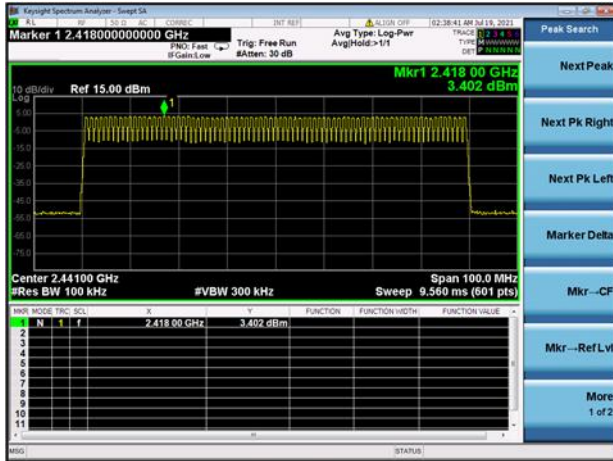 Keysight Spectrum Analyzer - Swept SA
RL RF 50 Ω AC CORREC INT REF ALIGN OFF 02:38:41 AM Jul 19, 2021
Marker 1 2.418000000000 GHz
PNO: Fast
IFGain:Low
Trig: Free Run
#Atten: 30 dB
Avg Type: Log-Pwr
Avg|Hold:>1/1
TRACE 1 2 3 4 5 6
TYPE M W W W W W
DET P N N N N N
Mkr1 2.418 00 GHz
3.402 dBm
10 dB/div Ref 15.00 dBm
Log
1
5.00
-5.00
-15.0
-25.0
-35.0
-45.0
-55.0
-65.0
-75.0
Center 2.44100 GHz Span 100.0 MHz
#Res BW 100 kHz #VBW 300 kHz Sweep 9.560 ms (601 pts)
MKR MODE TRC SCL X Y FUNCTION FUNCTION WIDTH FUNCTION VALUE
1 N 1 f 2.418 00 GHz 3.402 dBm
2
3
4
5
6
7
8
9
10
11
MSG STATUS
Peak Search
Next Peak
Next Pk Right
Next Pk Left
Marker Delta
Mkr→CF
Mkr→Ref Lvl
More
1 of 2